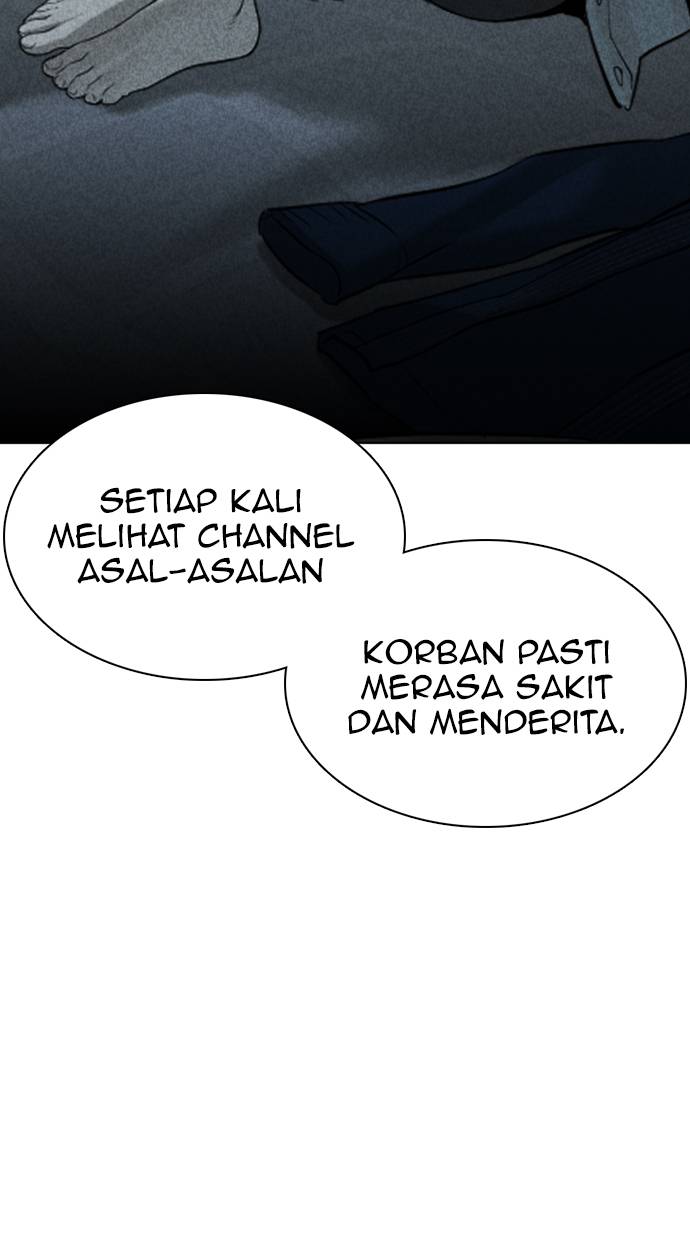 SETIAP KALI
MELIHAT CHANNEL
ASAL-ASALAN
KORBAN PASTI
MERASA SAKIT
DAN MENDERITA.